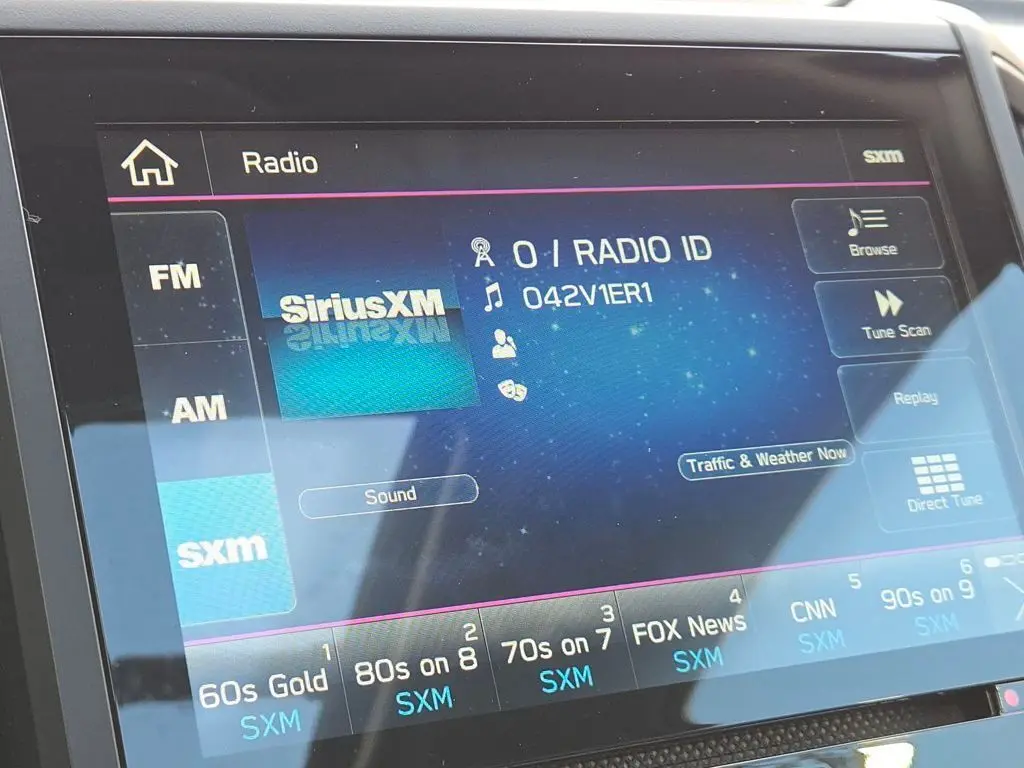 Radio
sxm
FM
AM
sxm
SiriusXM
0 / RADIO ID
042V1ER1
Browse
Tune Scan
Replay
Direct Tune
Sound
Traffic & Weather Now
1
60s Gold
SXM
2
80s on 8
SXM
3
70s on 7
SXM
4
FOX News
SXM
5
CNN
SXM
6
90s on 9
SXM